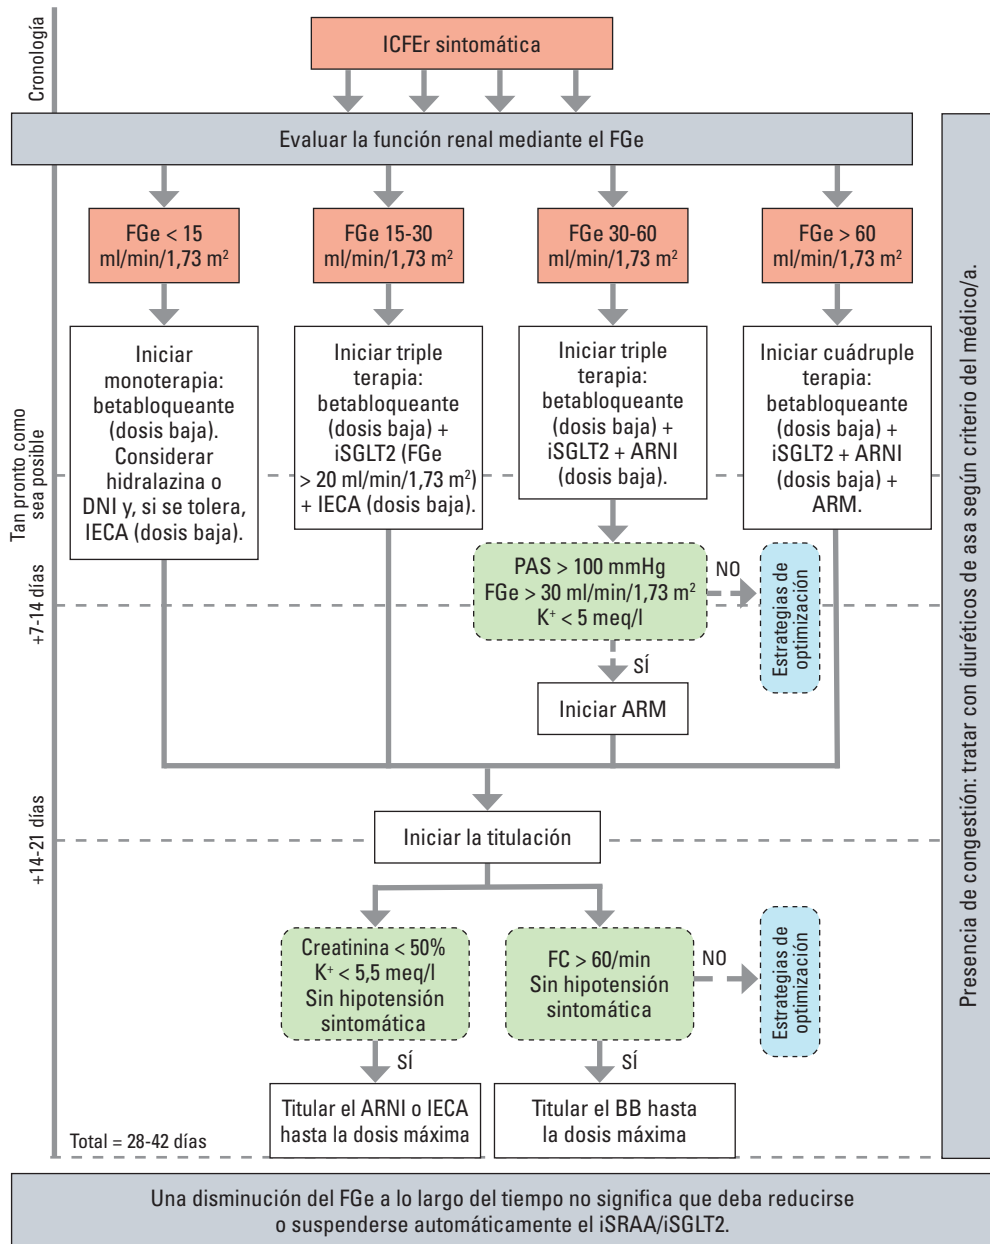 Cronología
ICFEr sintomática
Evaluar la función renal mediante el FGe
FGe < 15
ml/min/1,73 m²
FGe 15-30
ml/min/1,73 m²
FGe 30-60
ml/min/1,73 m²
FGe > 60
ml/min/1,73 m²
Tan pronto como
sea posible
Iniciar
monoterapia:
betabloqueante
(dosis baja).
Considerar
hidralazina o
DNI y, si se tolera,
IECA (dosis baja).
Iniciar triple
terapia:
betabloqueante
(dosis baja) +
iSGLT2 (FGe
> 20 ml/min/1,73 m²)
+ IECA (dosis baja).
Iniciar triple
terapia:
betabloqueante
(dosis baja) +
iSGLT2 + ARNI
(dosis baja).
Iniciar cuádruple
terapia:
betabloqueante
(dosis baja) +
iSGLT2 + ARNI
(dosis baja) +
ARM.
+7-14 días
PAS > 100 mmHg
FGe > 30 ml/min/1,73 m²
K⁺ < 5 meq/l
NO
Estrategias de
optimización
SÍ
Iniciar ARM
+14-21 días
Iniciar la titulación
Creatinina < 50%
K⁺ < 5,5 meq/l
Sin hipotensión
sintomática
FC > 60/min
Sin hipotensión
sintomática
NO
Estrategias de
optimización
SÍ
SÍ
Titular el ARNI o IECA
hasta la dosis máxima
Titular el BB hasta
la dosis máxima
Total = 28-42 días
Presencia de congestión: tratar con diuréticos de asa según criterio del médico/a.
Una disminución del FGe a lo largo del tiempo no significa que deba reducirse
o suspenderse automáticamente el iSRAA/iSGLT2.